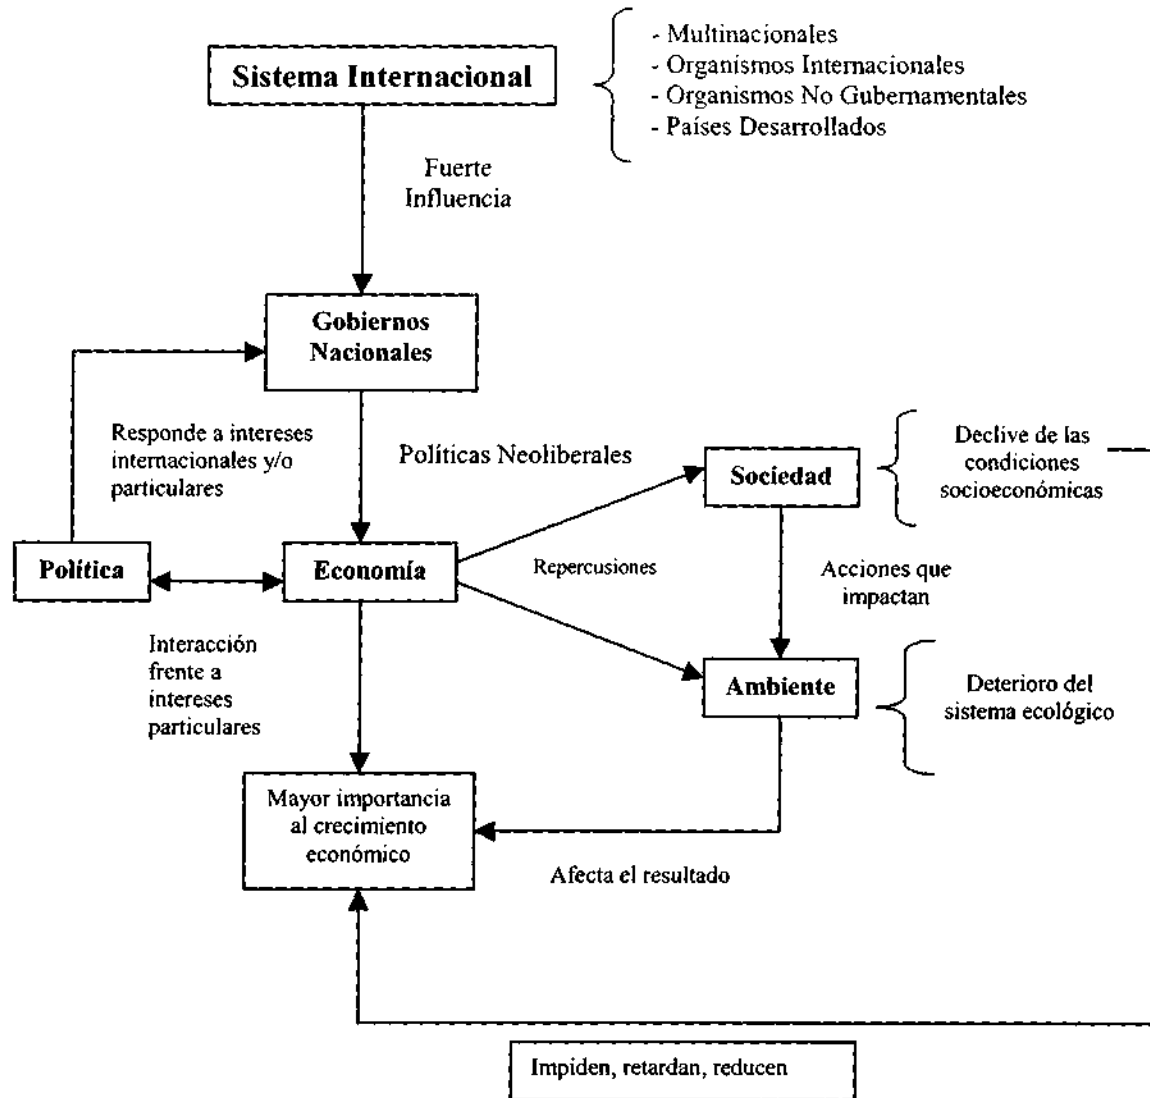 Sistema Internacional
- Multinacionales
- Organismos Internacionales
- Organismos No Gubernamentales
- Países Desarrollados
Fuerte
Influencia
Gobiernos
Nacionales
Responde a intereses
internacionales y/o
particulares
Políticas Neoliberales
Sociedad
Declive de las
condiciones
socioeconómicas
Política
Economía
Repercusiones
Acciones que
impactan
Interacción
frente a
intereses
particulares
Ambiente
Deterioro del
sistema ecológico
Mayor importancia
al crecimiento
económico
Afecta el resultado
Impiden, retardan, reducen